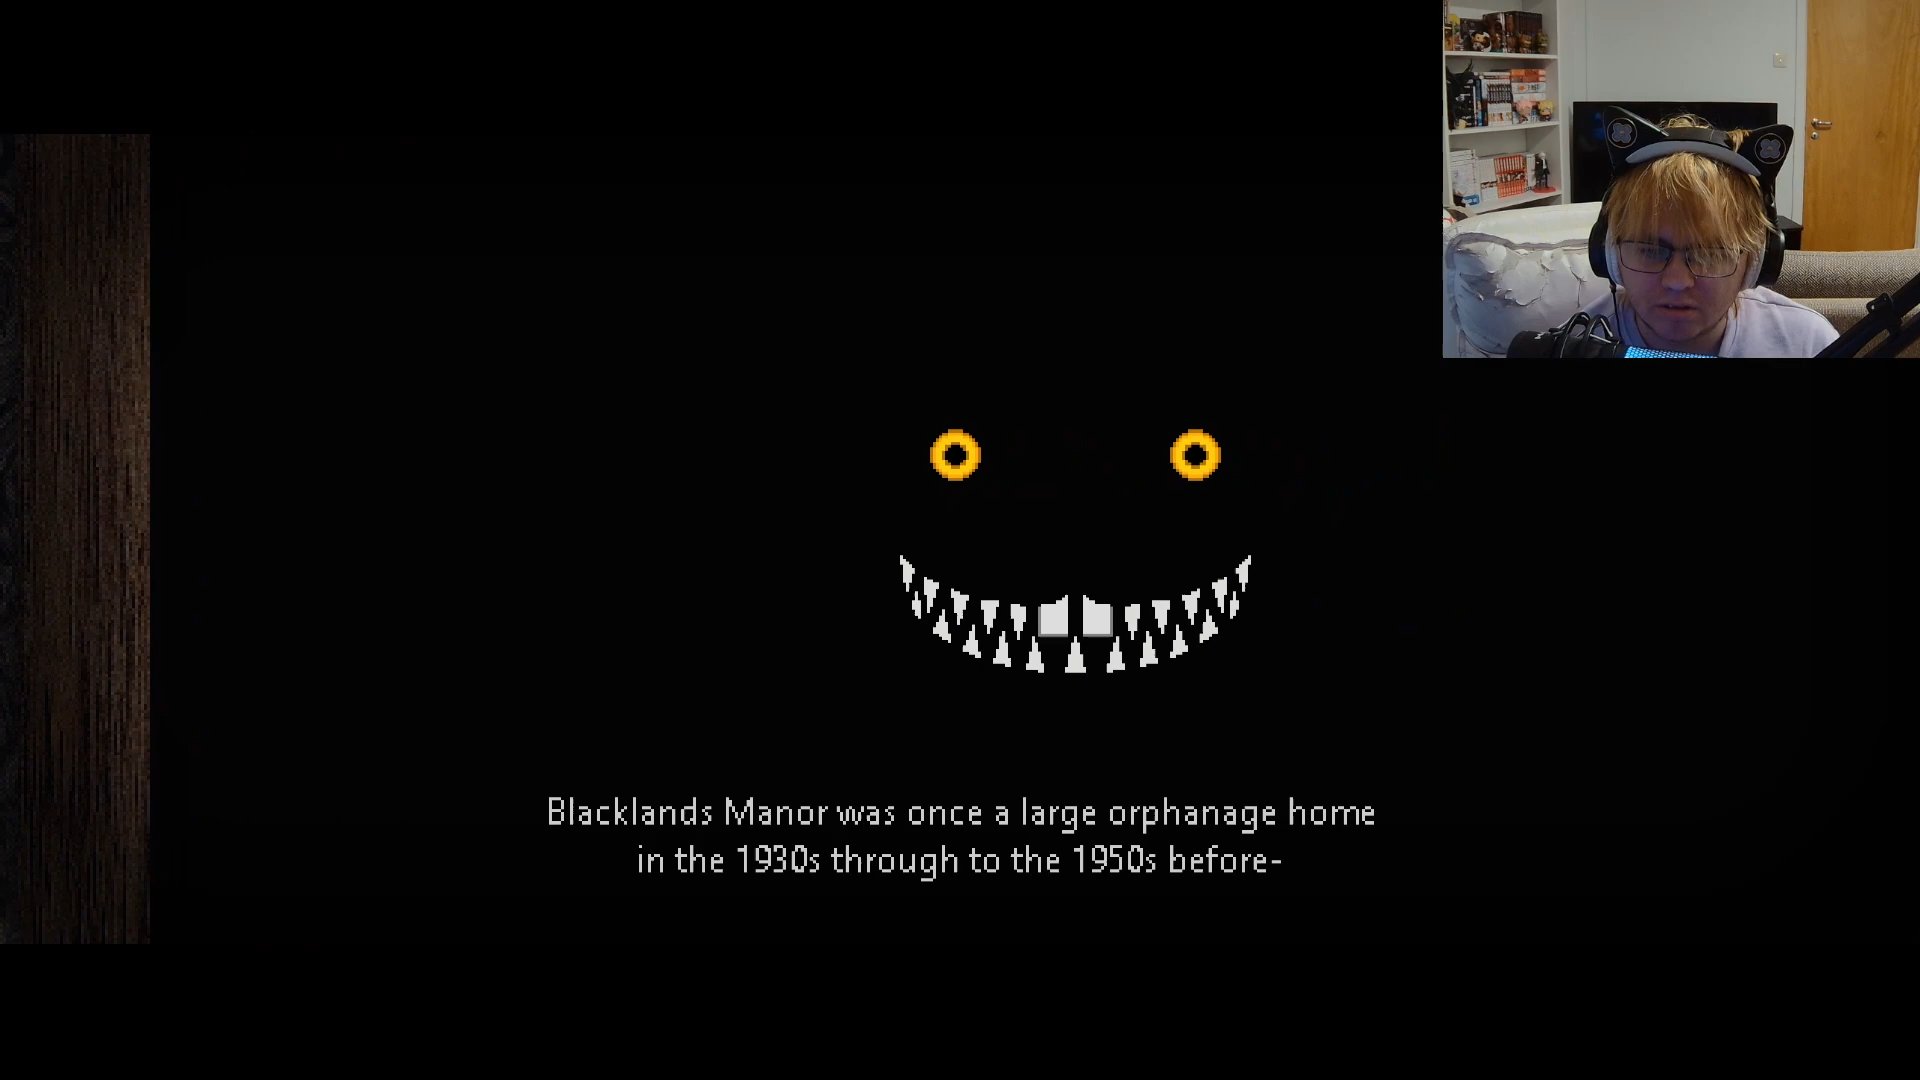 Blacklands Manor was once a large orphanage home
in the 1930s through to the 1950s before-